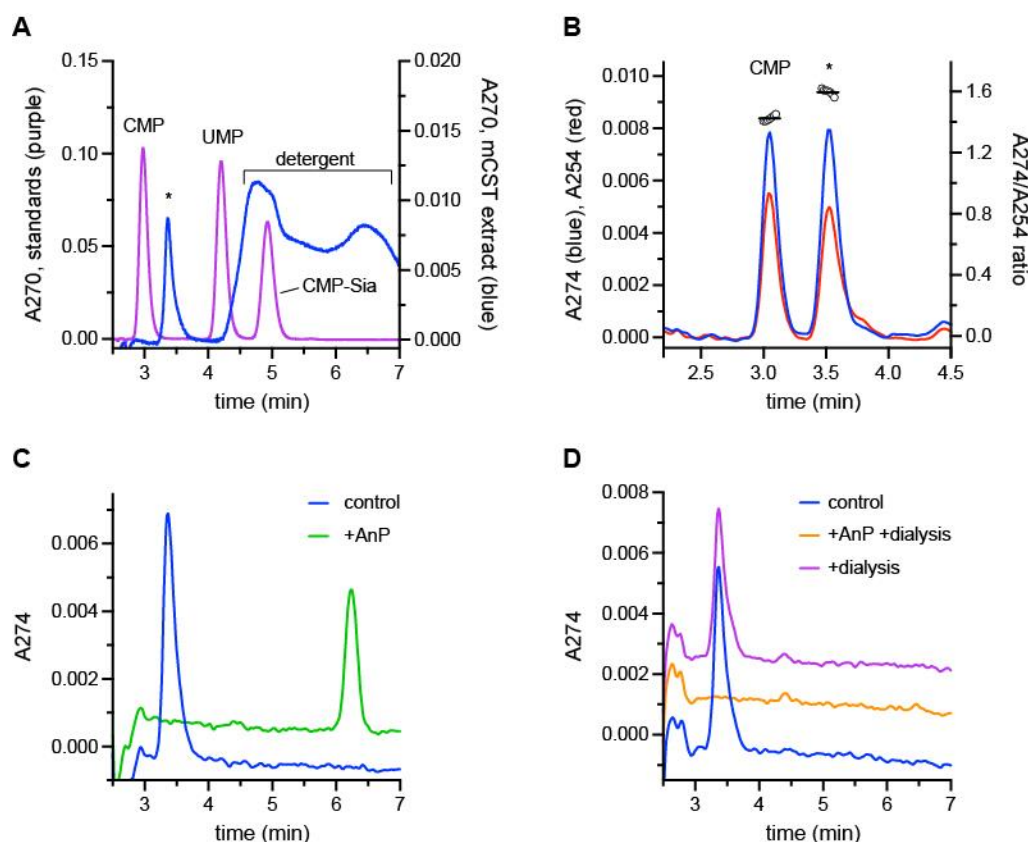 A
A270, standards (purple)
0.15
0.10
0.05
0.00
CMP
*
UMP
detergent
CMP-Sia
0.020
0.015
0.010
0.005
0.000
A270, mCST extract (blue)
3 4 5 6 7
time (min)
B
A274 (blue), A254 (red)
0.010
0.008
0.006
0.004
0.002
0.000
CMP
*
1.6
1.2
0.8
0.4
0.0
A274/A254 ratio
2.5 3.0 3.5 4.0 4.5
time (min)
C
A274
0.006
0.004
0.002
0.000
control
+AnP
3 4 5 6 7
time (min)
D
A274
0.008
0.006
0.004
0.002
0.000
control
+AnP +dialysis
+dialysis
3 4 5 6 7
time (min)